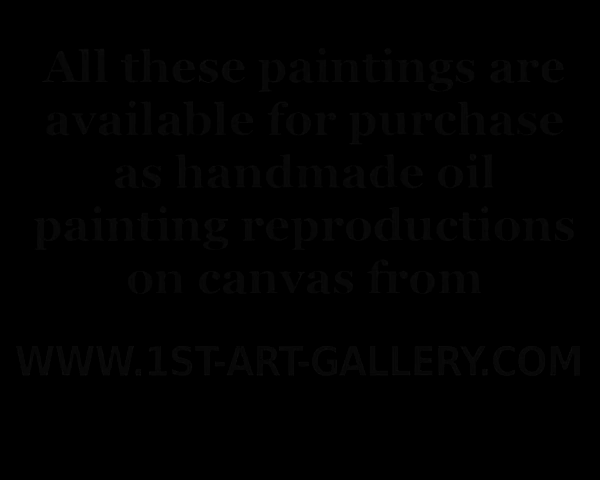 All these paintings are
available for purchase
as handmade oil
painting reproductions
on canvas from
WWW.1ST-ART-GALLERY.COM